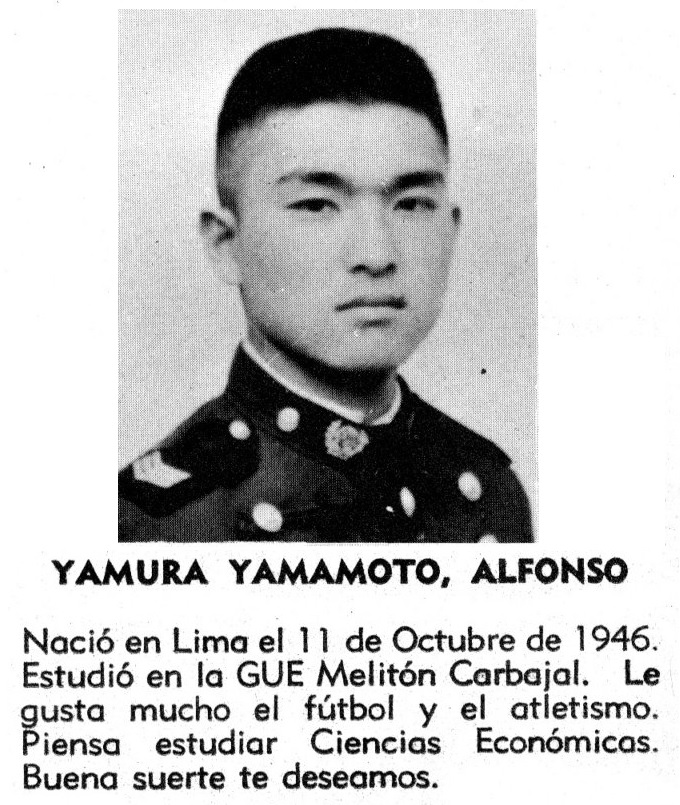 YAMURA YAMAMOTO, ALFONSO
Nació en Lima el 11 de Octubre de 1946.
Estudió en la GUE Melitón Carbajal. Le
gusta mucho el fútbol y el atletismo.
Piensa estudiar Ciencias Económicas.
Buena suerte te deseamos.